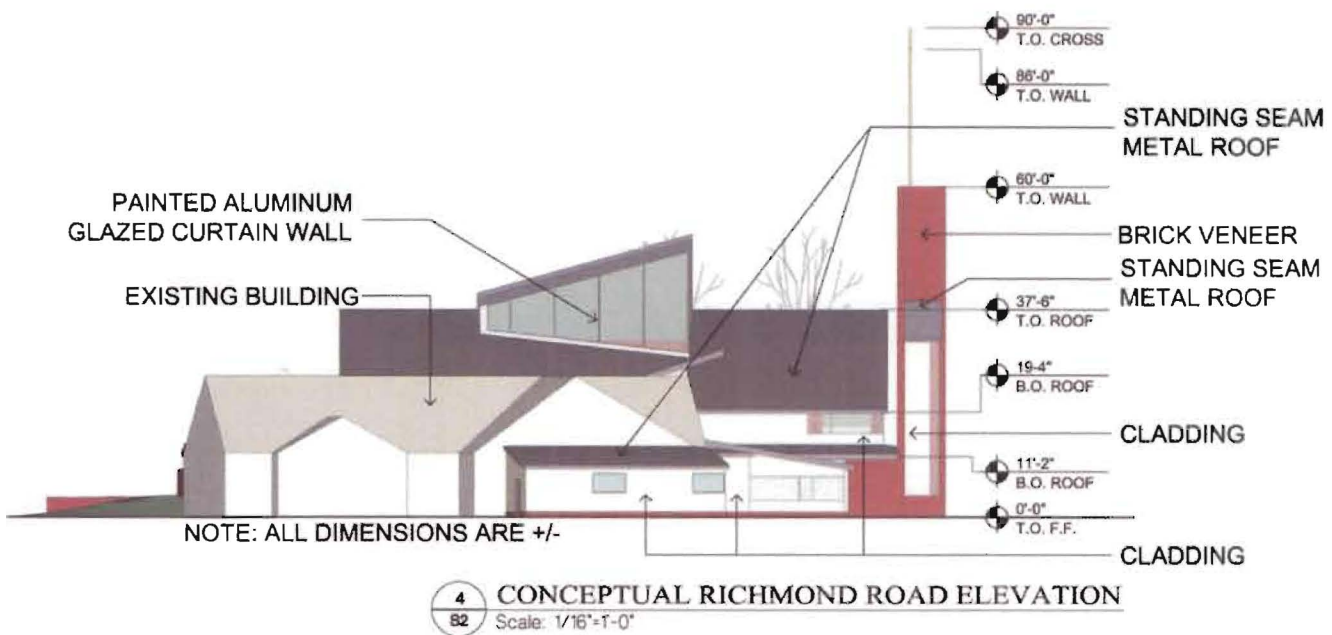 90'-0"
T.O. CROSS
86'-0"
T.O. WALL
STANDING SEAM
METAL ROOF
60'-0"
T.O. WALL
PAINTED ALUMINUM
GLAZED CURTAIN WALL
BRICK VENEER
STANDING SEAM
METAL ROOF
EXISTING BUILDING
37'-6"
T.O. ROOF
19'-4"
B.O. ROOF
CLADDING
11'-2"
B.O. ROOF
0'-0"
T.O. F.F.
NOTE: ALL DIMENSIONS ARE +/-
CLADDING
4
82
CONCEPTUAL RICHMOND ROAD ELEVATION
Scale: 1/16"=1'-0"